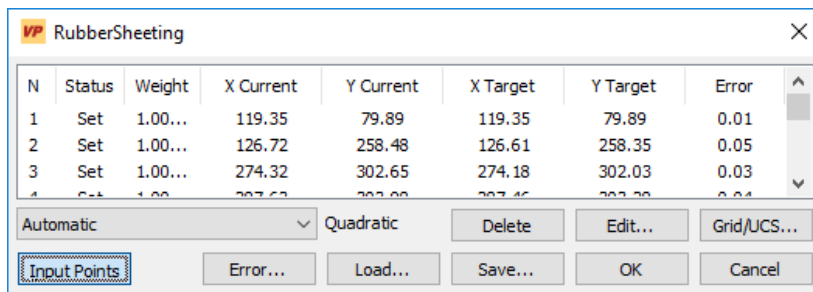 VP RubberSheeting
N Status Weight X Current Y Current X Target Y Target Error
1 Set 1.00... 119.35 79.89 119.35 79.89 0.01
2 Set 1.00... 126.72 258.48 126.61 258.35 0.05
3 Set 1.00... 274.32 302.65 274.18 302.03 0.03
Automatic Quadratic Delete Edit... Grid/UCS...
Input Points Error... Load... Save... OK Cancel